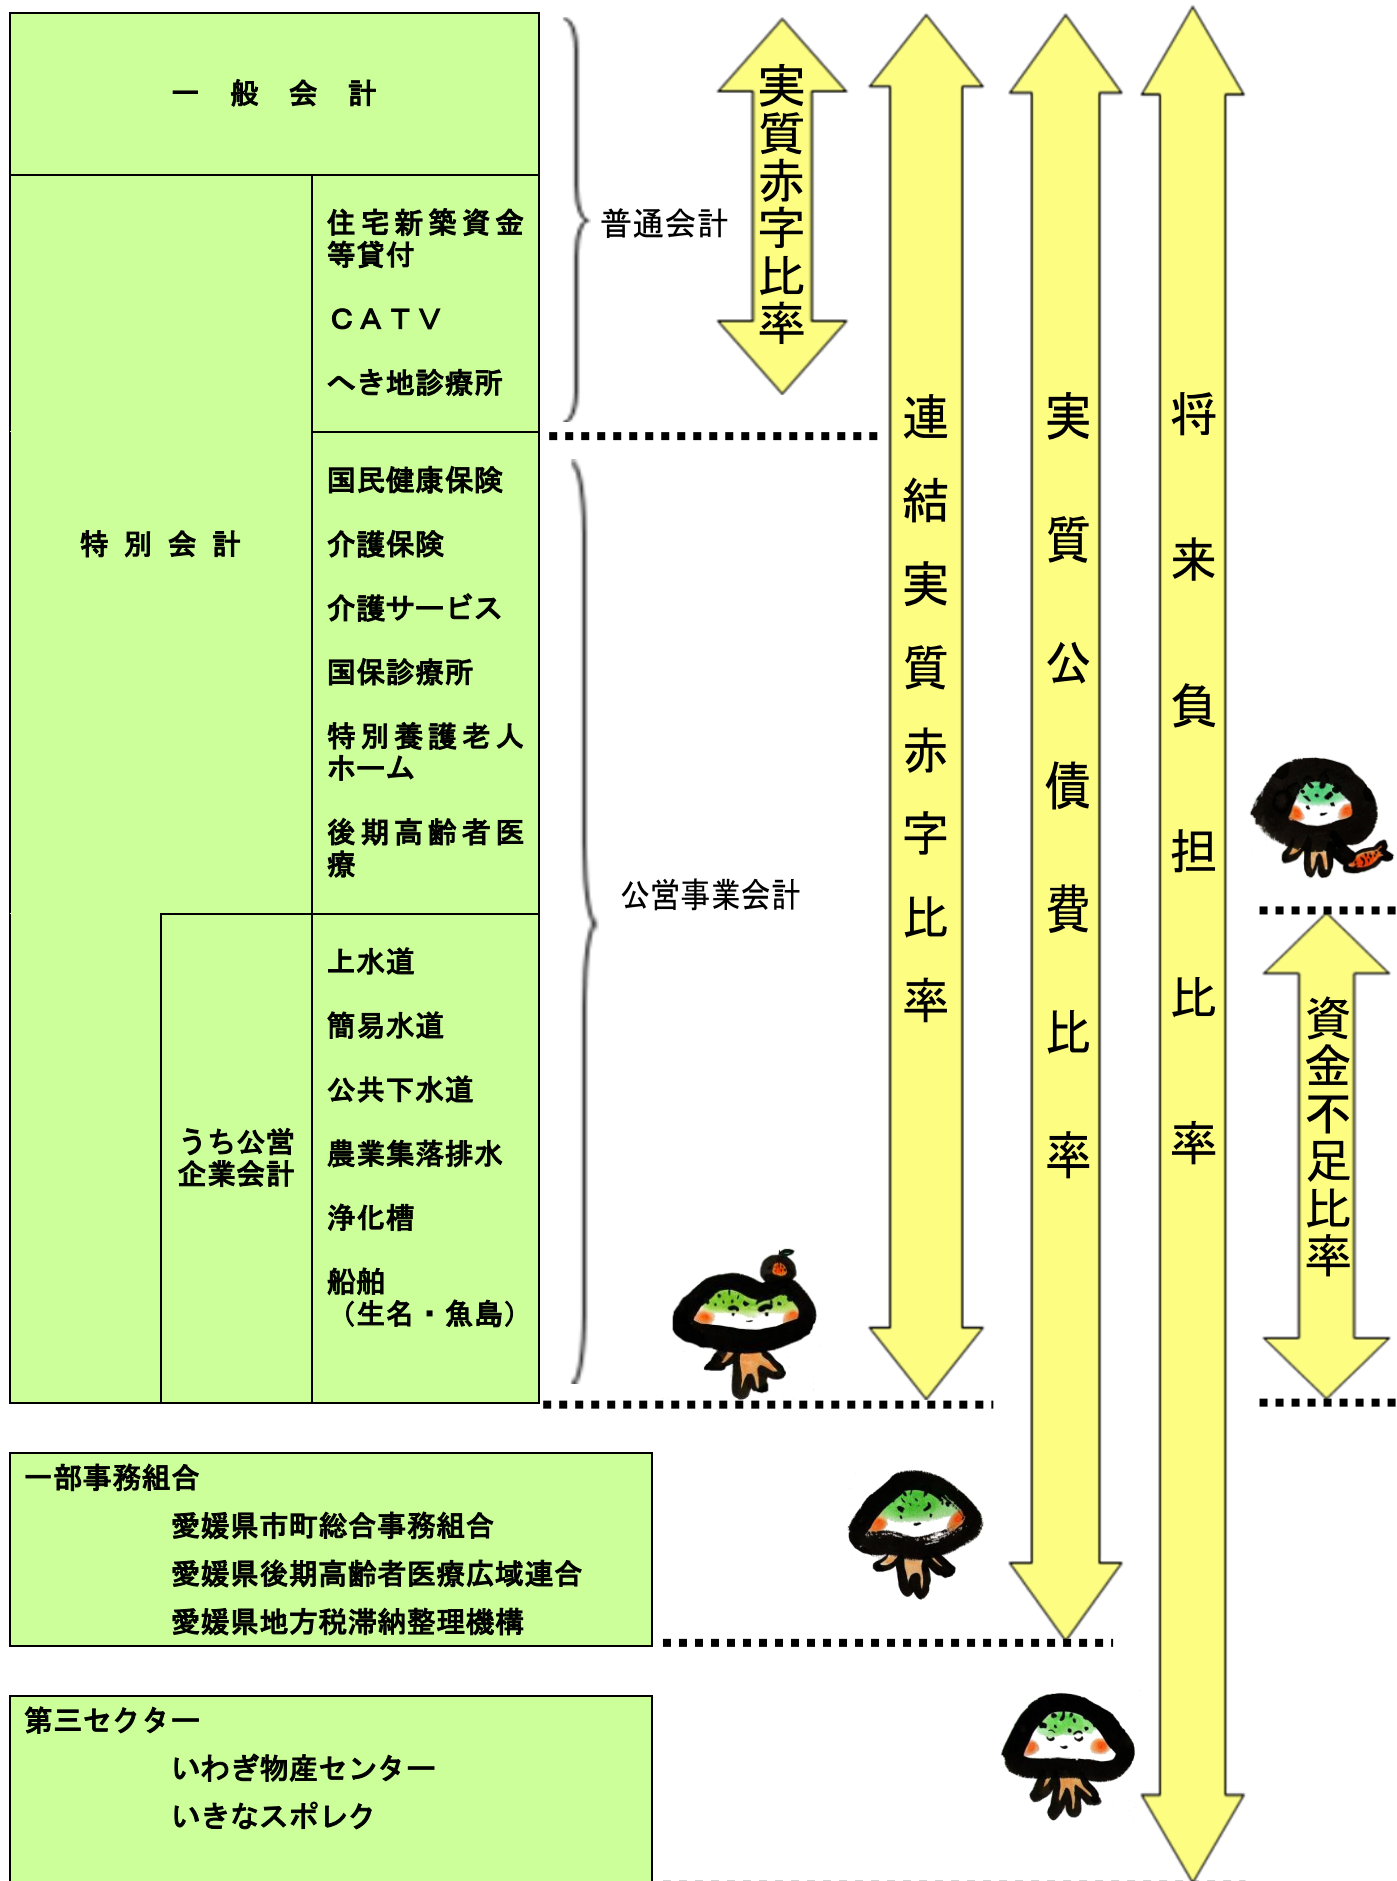 一般会計
特別会計
住宅新築資金
等貸付
ＣＡＴＶ
へき地診療所
国民健康保険
介護保険
介護サービス
国保診療所
特別養護老人
ホーム
後期高齢者医
療
うち公営
企業会計
上水道
簡易水道
公共下水道
農業集落排水
浄化槽
船舶
（生名・魚島）
普通会計
公営事業会計
実質赤字比率
連結実質赤字比率
実質公債費比率
将来負担比率
資金不足比率
一部事務組合
愛媛県市町総合事務組合
愛媛県後期高齢者医療広域連合
愛媛県地方税滞納整理機構
第三セクター
いわぎ物産センター
いきなスポレク